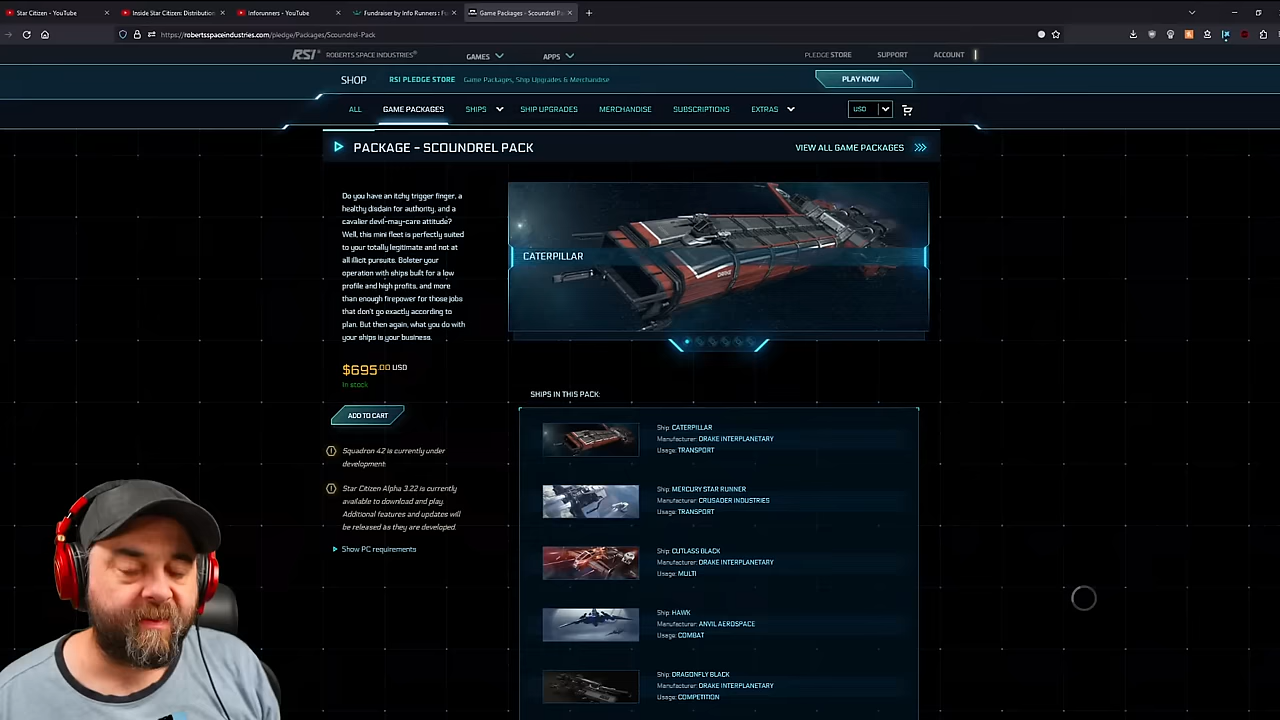 Star Citizen - YouTube
Inside Star Citizen: Distribution
Inforunners - YouTube
Fundraiser by Info Runners : F
Game Packages - Scoundrel P
https://robertsspaceindustries.com/pledge/Packages/Scoundrel-Pack
RSI ROBERTS SPACE INDUSTRIES® GAMES APPS PLEDGE STORE SUPPORT ACCOUNT
SHOP RSI PLEDGE STORE Game Packages, Ship Upgrades & Merchandise PLAY NOW
ALL GAME PACKAGES SHIPS SHIP UPGRADES MERCHANDISE SUBSCRIPTIONS EXTRAS USD
PACKAGE - SCOUNDREL PACK VIEW ALL GAME PACKAGES
Do you have an itchy trigger finger, a
healthy disdain for authority, and a
cavalier devil-may-care attitude?
Well, this mini fleet is perfectly suited
to your totally legitimate and not at
all illicit pursuits. Bolster your
operation with ships built for a low
profile and high profits, and more
than enough firepower for those jobs
that don't go exactly according to
plan. But then again, what you do with
your ships is your business.
$695.00 USD
In stock
ADD TO CART
Squadron 42 is currently under
development.
Star Citizen Alpha 3.22 is currently
available to download and play.
Additional features and updates will
be released as they are developed.
Show PC requirements
CATERPILLAR
SHIPS IN THIS PACK:
Ship: CATERPILLAR
Manufacturer: DRAKE INTERPLANETARY
Usage: TRANSPORT
Ship: MERCURY STAR RUNNER
Manufacturer: CRUSADER INDUSTRIES
Usage: TRANSPORT
Ship: CUTLASS BLACK
Manufacturer: DRAKE INTERPLANETARY
Usage: MULTI
Ship: HAWK
Manufacturer: ANVIL AEROSPACE
Usage: COMBAT
Ship: DRAGONFLY BLACK
Manufacturer: DRAKE INTERPLANETARY
Usage: COMPETITION